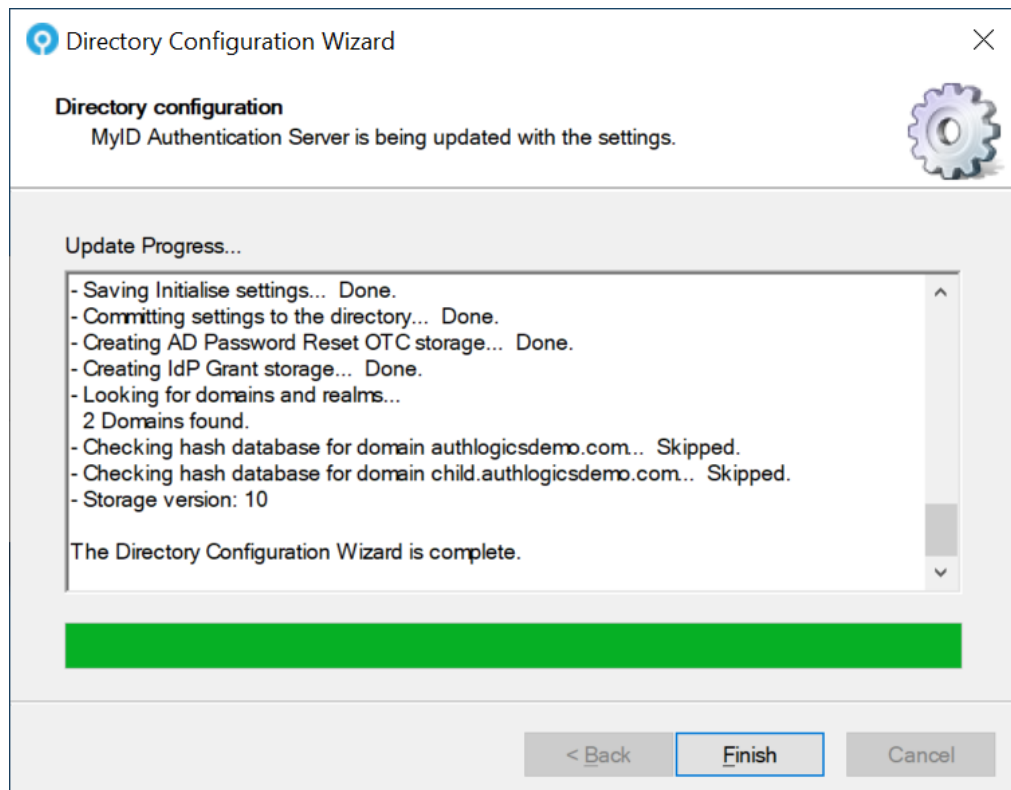 Directory Configuration Wizard
Directory configuration
MyID Authentication Server is being updated with the settings.
Update Progress...
- Saving Initialise settings... Done.
- Committing settings to the directory... Done.
- Creating AD Password Reset OTC storage... Done.
- Creating IdP Grant storage... Done.
- Looking for domains and realms...
2 Domains found.
- Checking hash database for domain authlogicsdemo.com... Skipped.
- Checking hash database for domain child.authlogicsdemo.com... Skipped.
- Storage version: 10
The Directory Configuration Wizard is complete.
< Back Finish Cancel